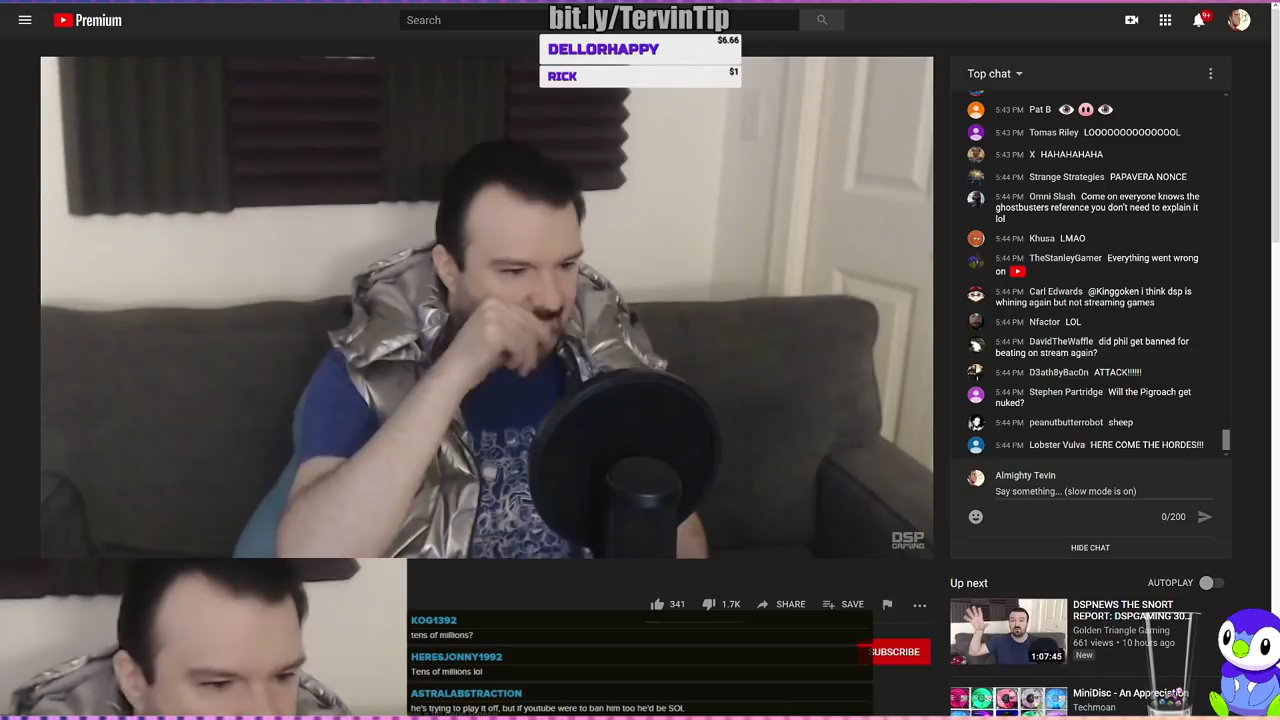 Premium
Search
bit.ly/TervinTip
9+
DELLORHAPPY $6.66
RICK $1
DSP
GAMING
Top chat
5:43 PM Pat B
5:43 PM Tomas Riley LOOOOOOOOOOOOOOL
5:43 PM X HAHAHAHAHA
5:44 PM Strange Strategies PAPAVERA NONCE
5:44 PM Omni Slash Come on everyone knows the
ghostbusters reference you don't need to explain it
lol
5:44 PM Khusa LMAO
5:44 PM TheStanleyGamer Everything went wrong
on
5:44 PM Carl Edwards @Kinggoken i think dsp is
whining again but not streaming games
5:44 PM Nfactor LOL
5:44 PM DavidTheWaffle did phil get banned for
beating on stream again?
5:44 PM D3ath8yBac0n ATTACK!!!!!!
5:44 PM Stephen Partridge Will the Pigroach get
nuked?
5:44 PM peanutbutterrobot sheep
5:44 PM Lobster Vulva HERE COME THE HORDES!!!
Almighty Tevin
Say something... (slow mode is on)
0/200
HIDE CHAT
341 1.7K SHARE SAVE
SUBSCRIBE
KOG1392
tens of millions?
HERESJONNY1992
Tens of millions lol
ASTRALABSTRACTION
he's trying to play it off, but if youtube were to ban him too he'd be SOL
Up next AUTOPLAY
DSPNEWS THE SNORT
REPORT: DSPGAMING 30...
Golden Triangle Gaming
661 views • 10 hours ago
New
1:07:45
MiniDisc - An Appreciation
Techmoan